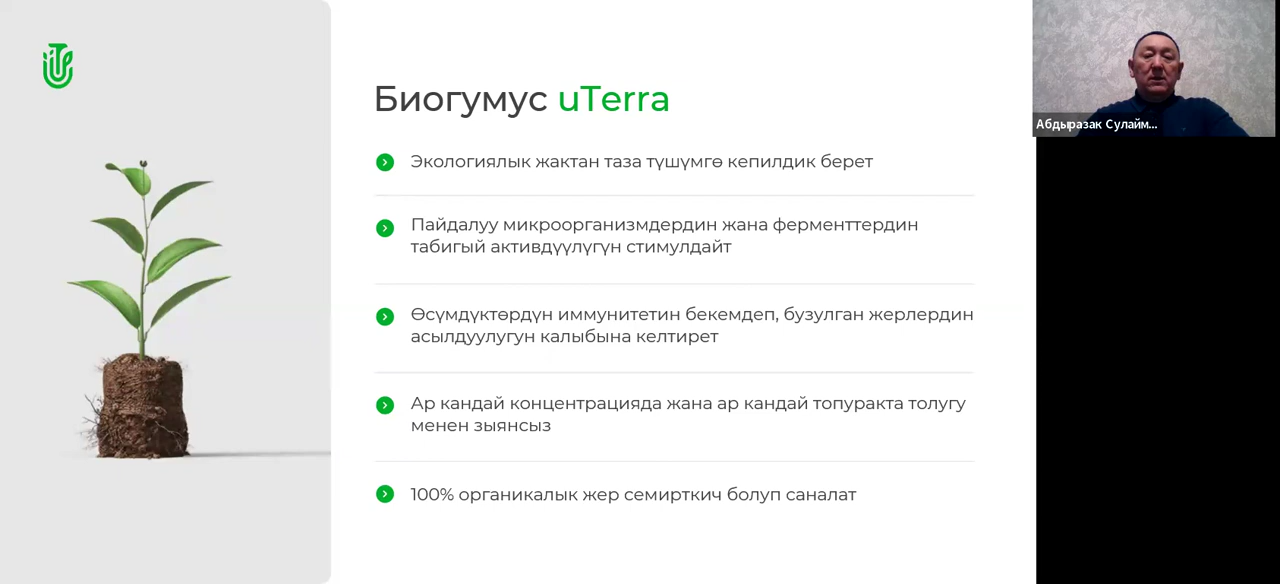 Биогумус uTerra
Экологиялык жактан таза түшүмгө кепилдик берет
Пайдалуу микроорганизмдердин жана ферменттердин
табигый активдүүлүгүн стимулдайт
Өсүмдүктөрдүн иммунитетин бекемдеп, бузулган жерлердин
асылдуулугун калыбына келтирет
Ар кандай концентрацияда жана ар кандай топуракта толугу
менен зыянсыз
100% органикалык жер семирткич болуп саналат
Абдыразак Сулайм...